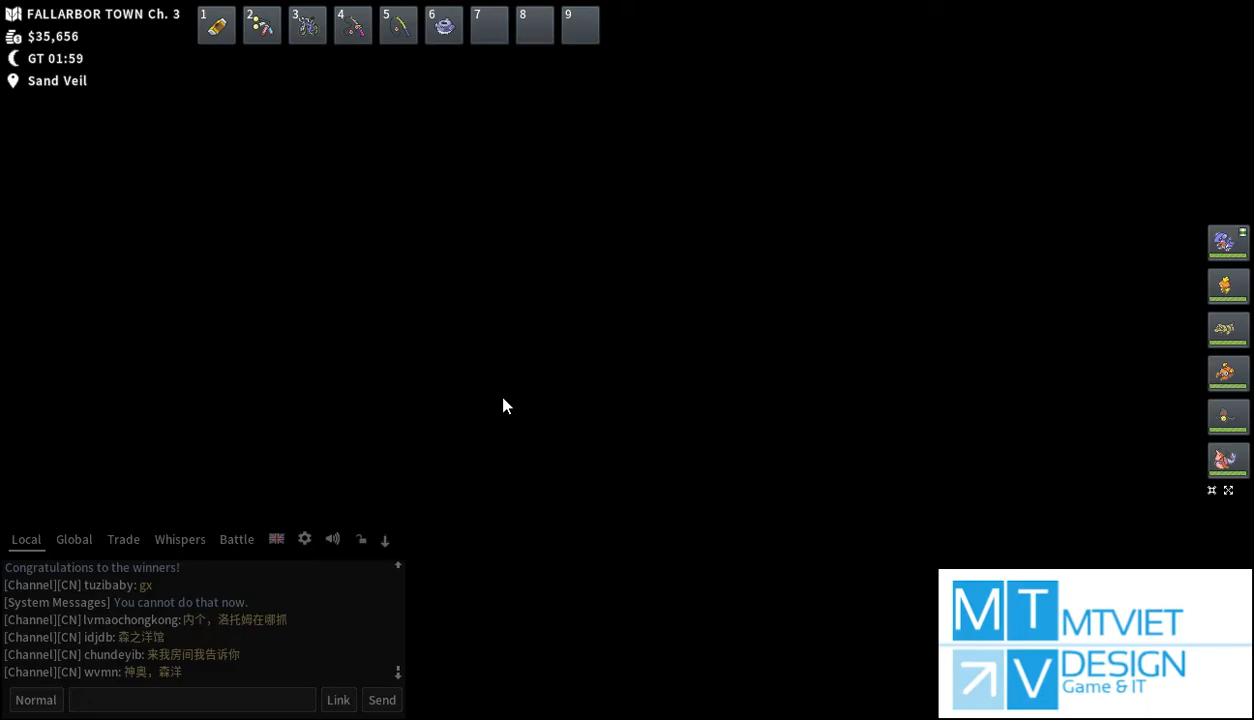 FALLARBOR TOWN Ch. 3
$35,656
GT 01:59
Sand Veil
1 2 3 4 5 6 7 8 9
Local Global Trade Whispers Battle
Congratulations to the winners!
[Channel][CN] tuzibaby: gx
[System Messages] You cannot do that now.
[Channel][CN] lvmaochongkong: 内个，洛托姆在哪抓
[Channel][CN] idjdb: 森之洋馆
[Channel][CN] chundeyib: 来我房间我告诉你
[Channel][CN] wvmn: 神奥，森洋
Normal Link Send
MT MTVIET
V DESIGN
Game & IT